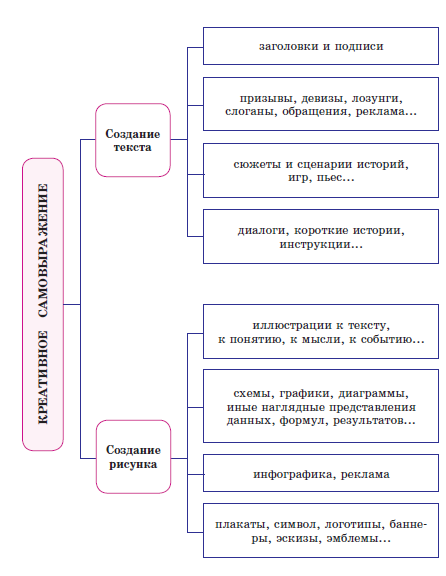 КРЕАТИВНОЕ САМОВЫРАЖЕНИЕ
Создание
текста
заголовки и подписи
призывы, девизы, лозунги,
слоганы, обращения, реклама...
сюжеты и сценарии историй,
игр, пьес...
диалоги, короткие истории,
инструкции...
Создание
рисунка
иллюстрации к тексту,
к понятию, к мысли, к событию...
схемы, графики, диаграммы,
иные наглядные представления
данных, формул, результатов...
инфографика, реклама
плакаты, символ, логотипы, банне-
ры, эскизы, эмблемы...